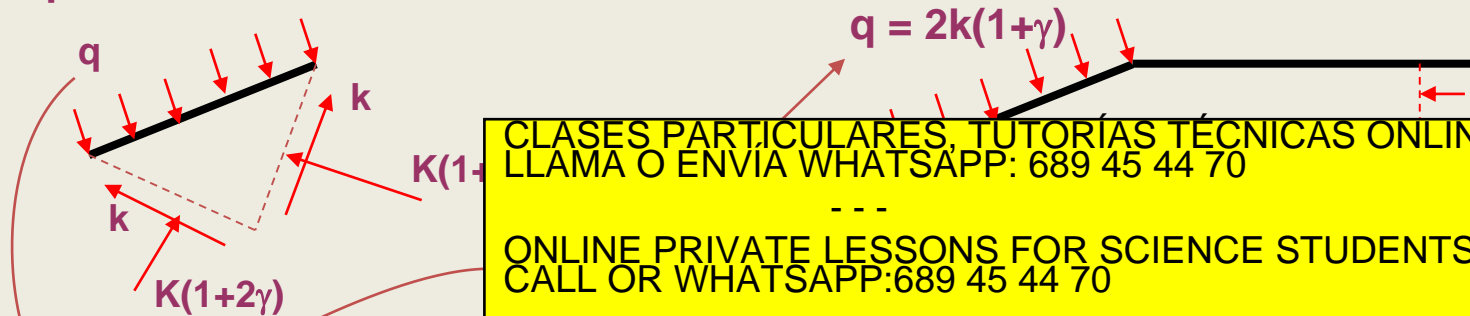 q = 2k(1+γ)
q
k
K(1+
k
K(1+2γ)
CLASES PARTICULARES, TUTORÍAS TÉCNICAS ONLIN
LLAMA O ENVÍA WHATSAPP: 689 45 44 70
- - -
ONLINE PRIVATE LESSONS FOR SCIENCE STUDENTS
CALL OR WHATSAPP:689 45 44 70